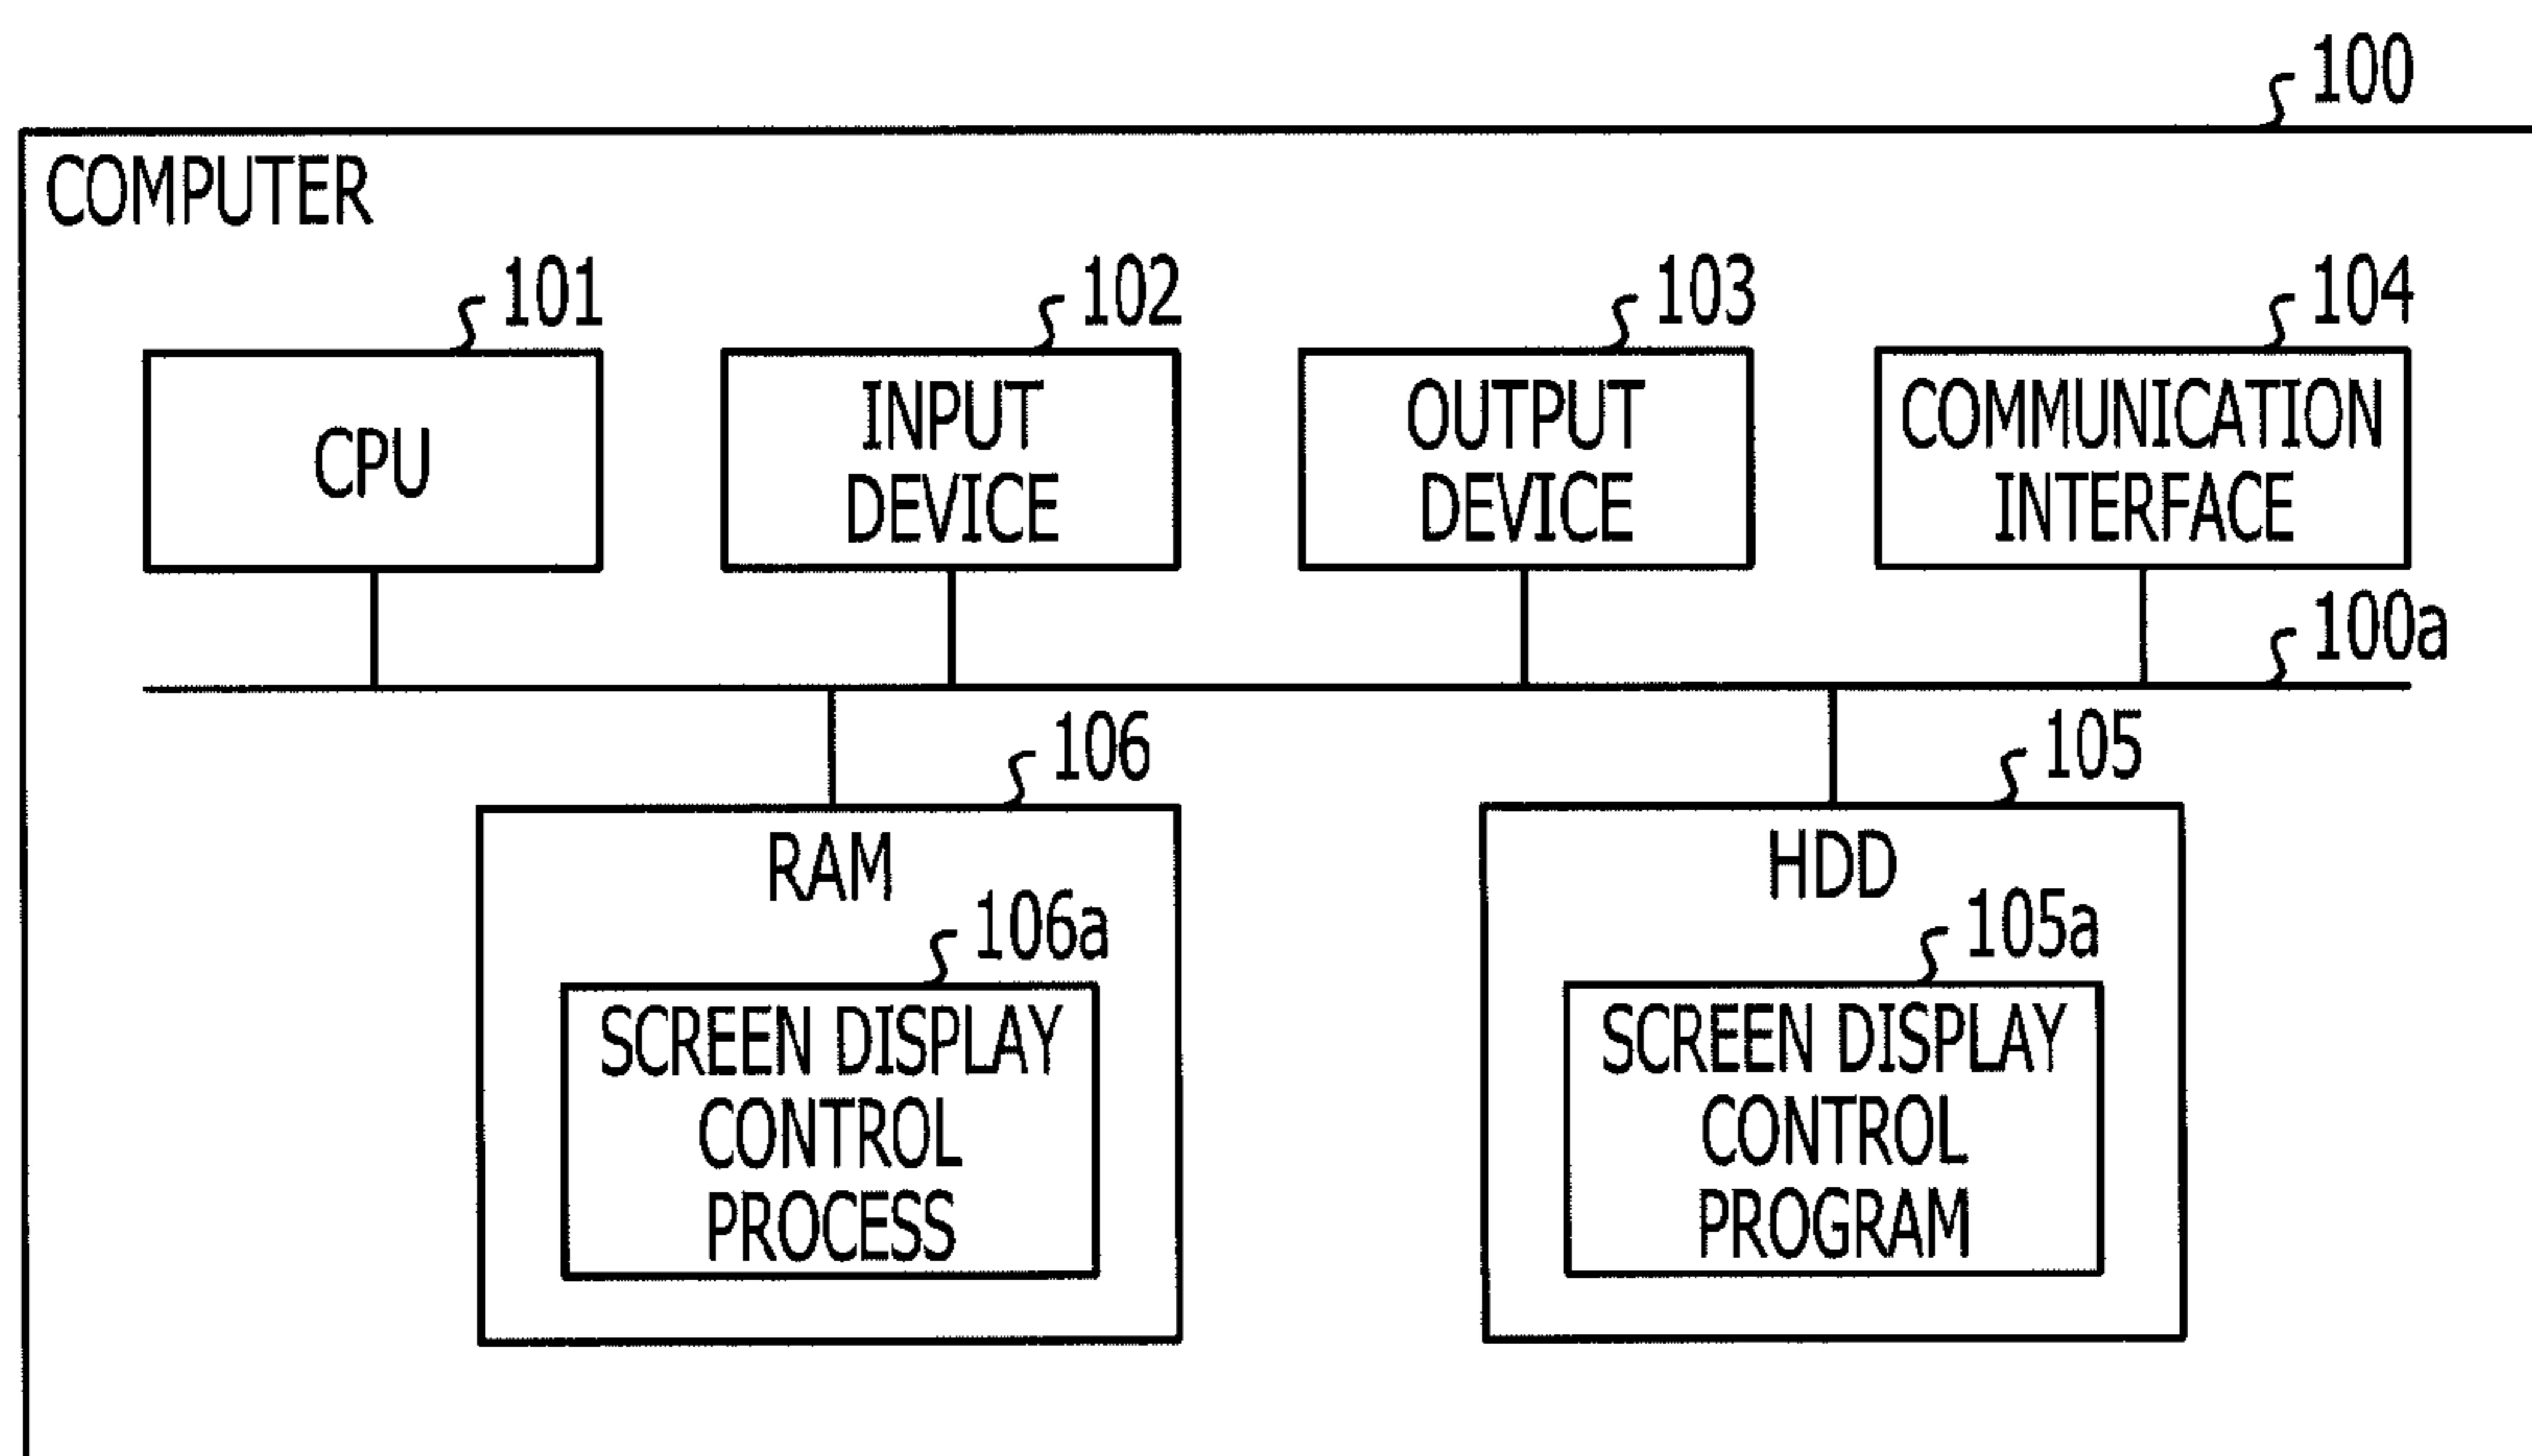 100
COMPUTER
101
102
103
104
CPU
INPUT
DEVICE
OUTPUT
DEVICE
COMMUNICATION
INTERFACE
100a
106
105
RAM
HDD
106a
105a
SCREEN DISPLAY
CONTROL
PROCESS
SCREEN DISPLAY
CONTROL
PROGRAM